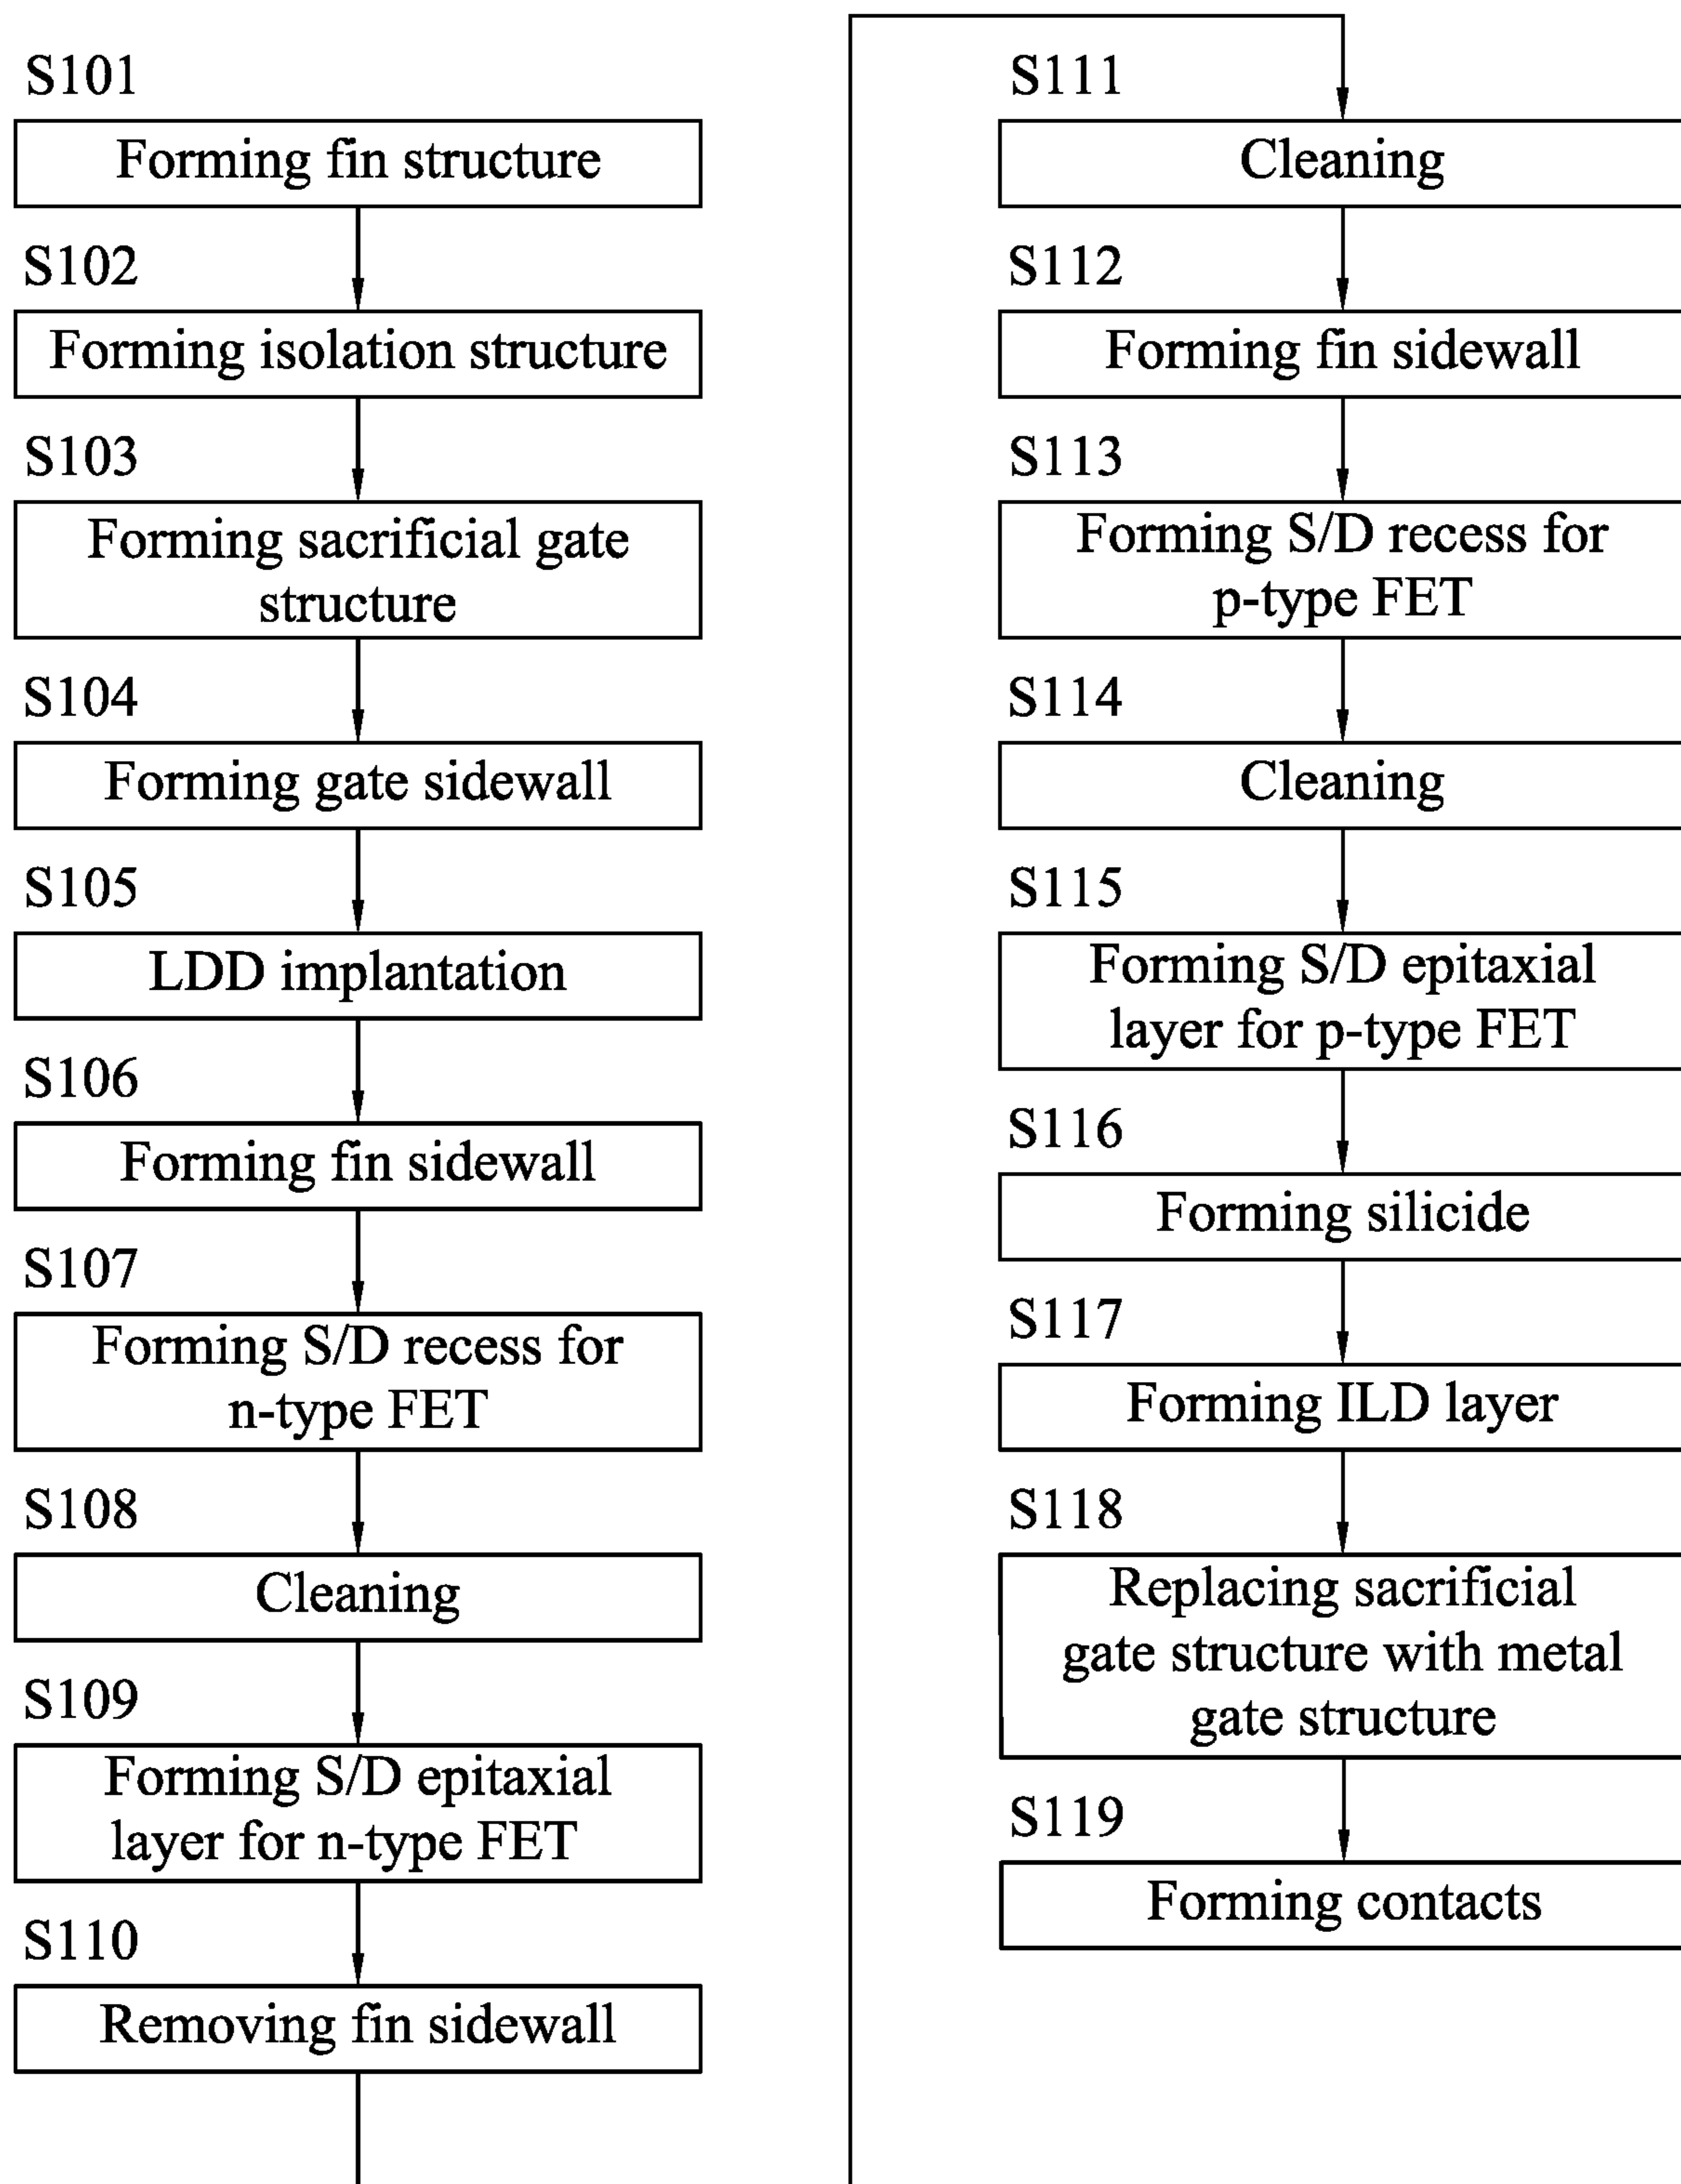 S101
Forming fin structure
S102
Forming isolation structure
S103
Forming sacrificial gate
structure
S104
Forming gate sidewall
S105
LDD implantation
S106
Forming fin sidewall
S107
Forming S/D recess for
n-type FET
S108
Cleaning
S109
Forming S/D epitaxial
layer for n-type FET
S110
Removing fin sidewall
S111
Cleaning
S112
Forming fin sidewall
S113
Forming S/D recess for
p-type FET
S114
Cleaning
S115
Forming S/D epitaxial
layer for p-type FET
S116
Forming silicide
S117
Forming ILD layer
S118
Replacing sacrificial
gate structure with metal
gate structure
S119
Forming contacts